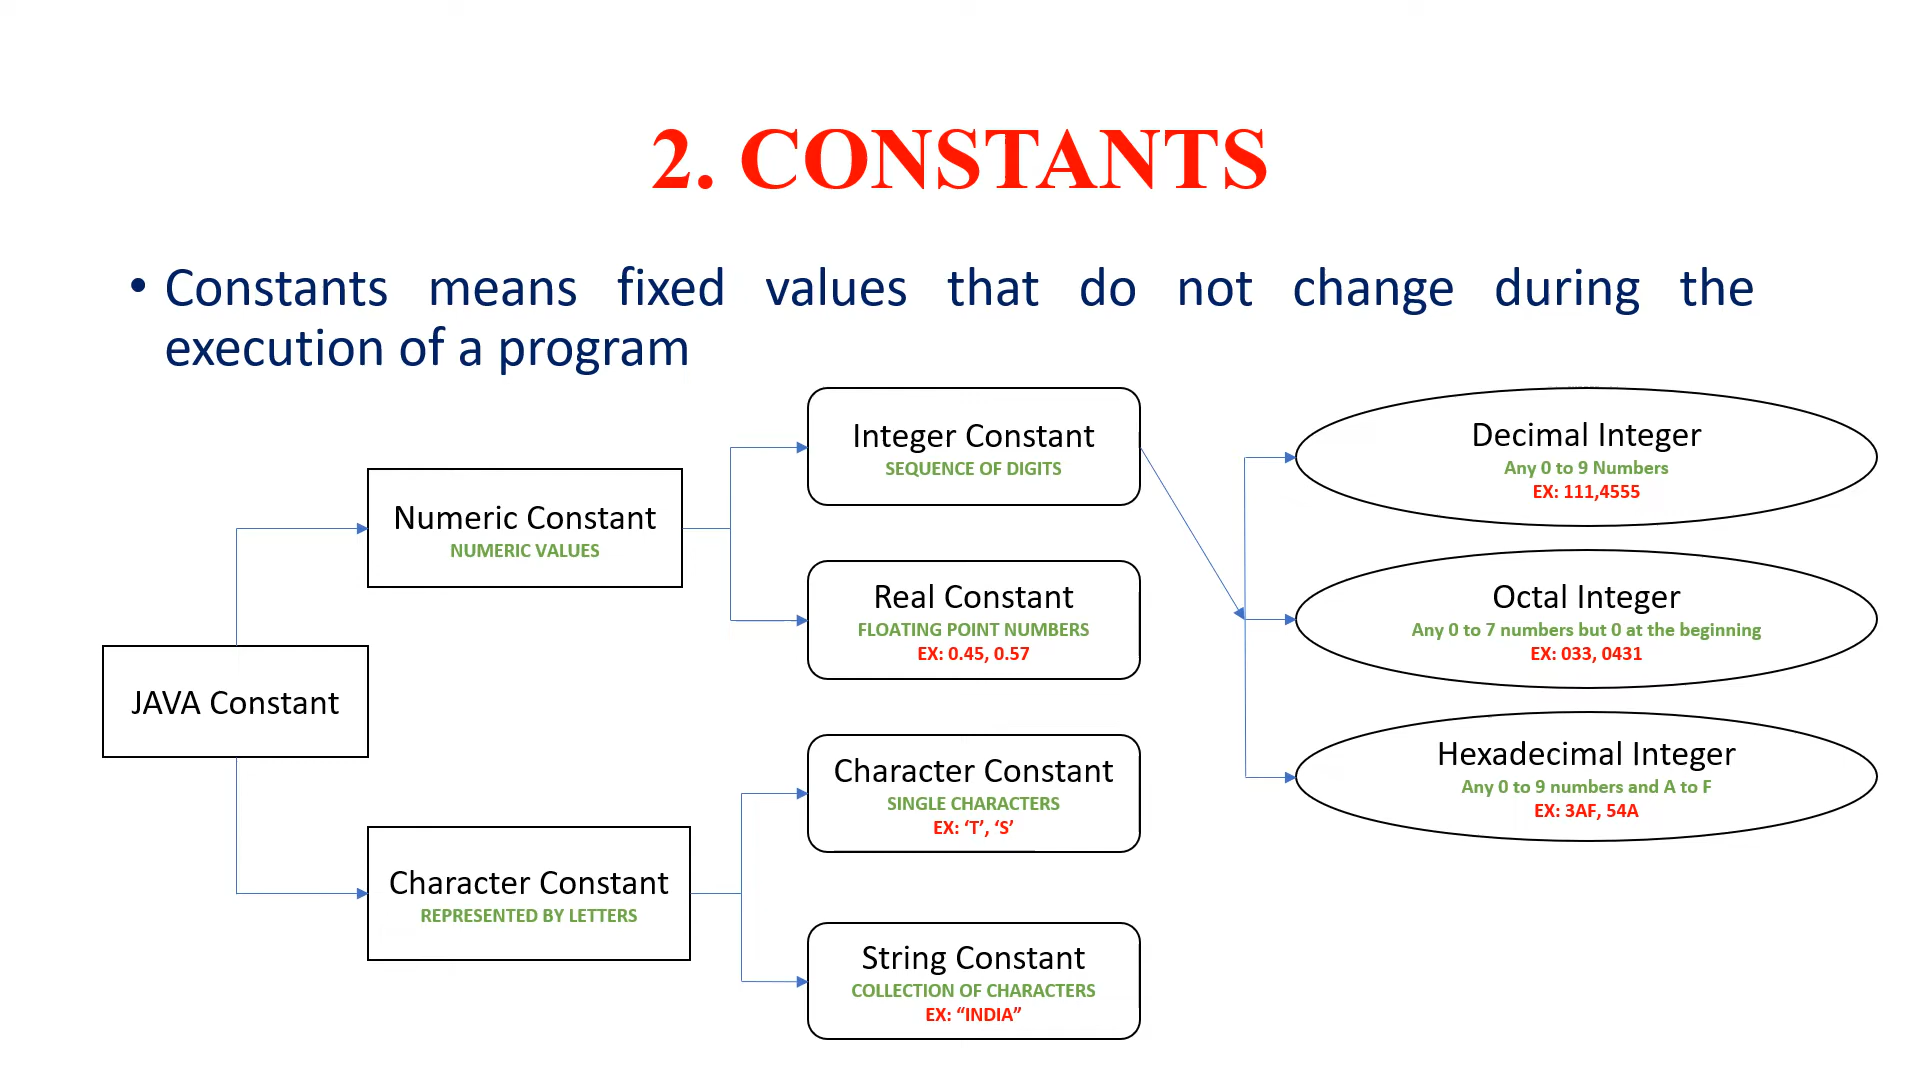 2. CONSTANTS
• Constants means fixed values that do not change during the
execution of a program
JAVA Constant
Numeric Constant
NUMERIC VALUES
Character Constant
REPRESENTED BY LETTERS
Integer Constant
SEQUENCE OF DIGITS
Real Constant
FLOATING POINT NUMBERS
EX: 0.45, 0.57
Character Constant
SINGLE CHARACTERS
EX: ‘T’, ‘S’
String Constant
COLLECTION OF CHARACTERS
EX: “INDIA”
Decimal Integer
Any 0 to 9 Numbers
EX: 111,4555
Octal Integer
Any 0 to 7 numbers but 0 at the beginning
EX: 033, 0431
Hexadecimal Integer
Any 0 to 9 numbers and A to F
EX: 3AF, 54A